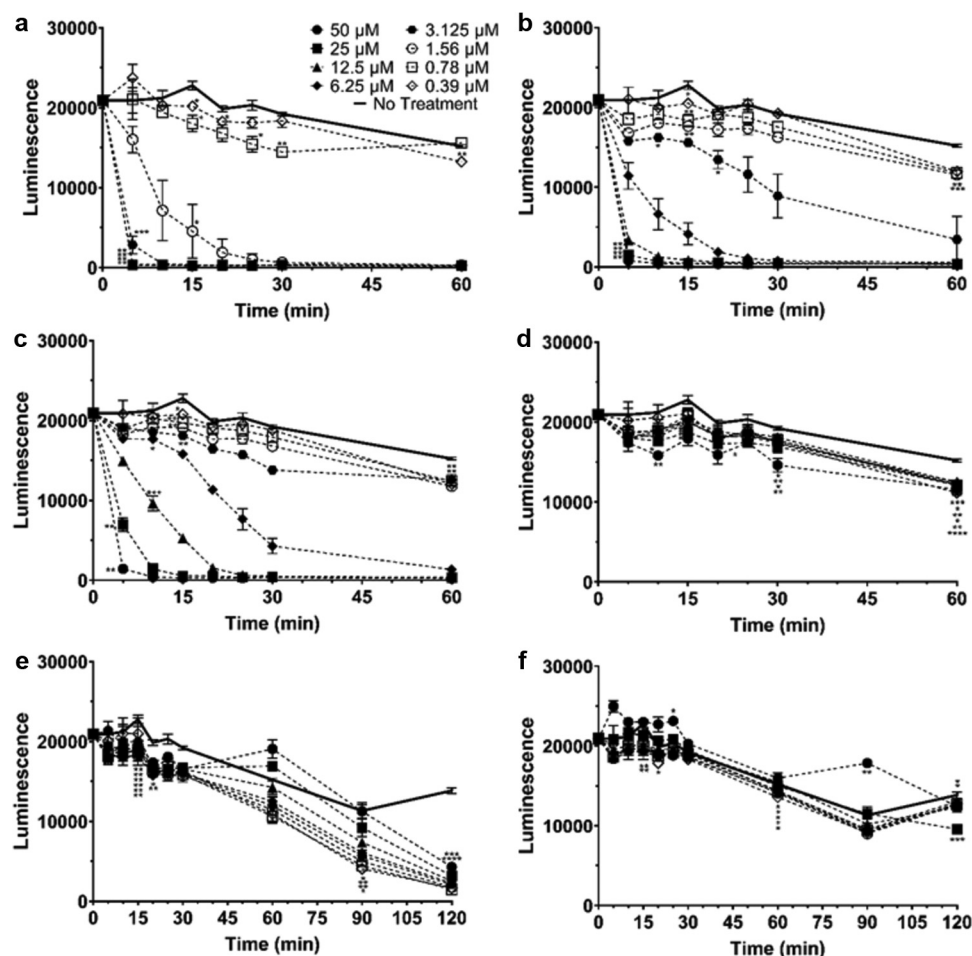 a
30000
20000
10000
0
Luminescence
0 15 30 45 60
Time (min)
50 µM 3.125 µM
25 µM 1.56 µM
12.5 µM 0.78 µM
6.25 µM 0.39 µM
No Treatment
b
30000
20000
10000
0
Luminescence
0 15 30 45 60
Time (min)
c
30000
20000
10000
0
Luminescence
0 15 30 45 60
Time (min)
d
30000
20000
10000
0
Luminescence
0 15 30 45 60
Time (min)
e
30000
20000
10000
0
Luminescence
0 15 30 45 60 75 90 105 120
Time (min)
f
30000
20000
10000
0
Luminescence
0 15 30 45 60 75 90 105 120
Time (min)